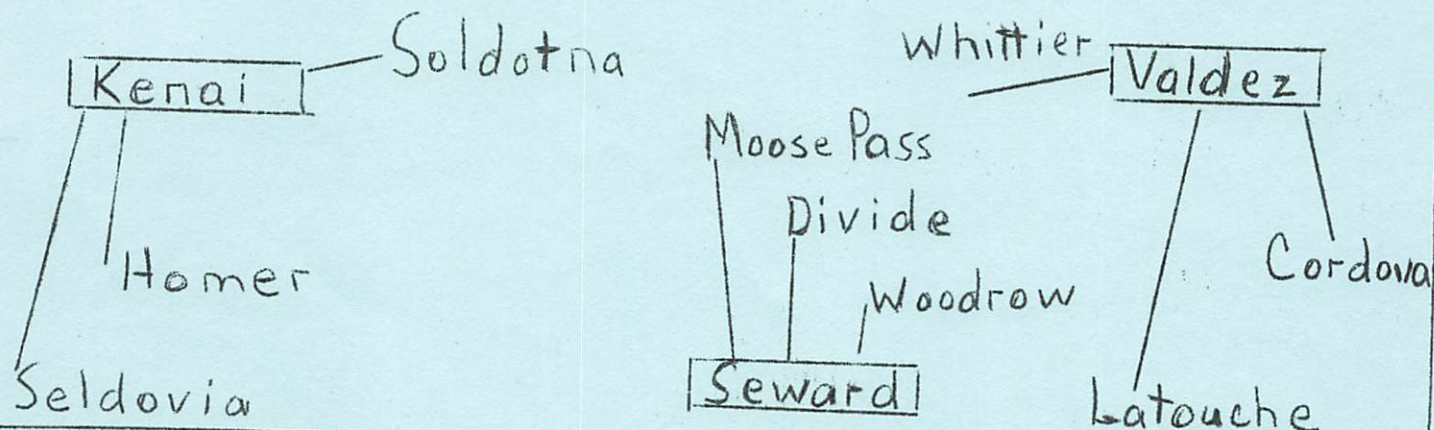 Soldotna
Kenai
Homer
Seldovia
Moose Pass
Divide
Woodrow
Seward
Whittier
Valdez
Cordova
Latouche